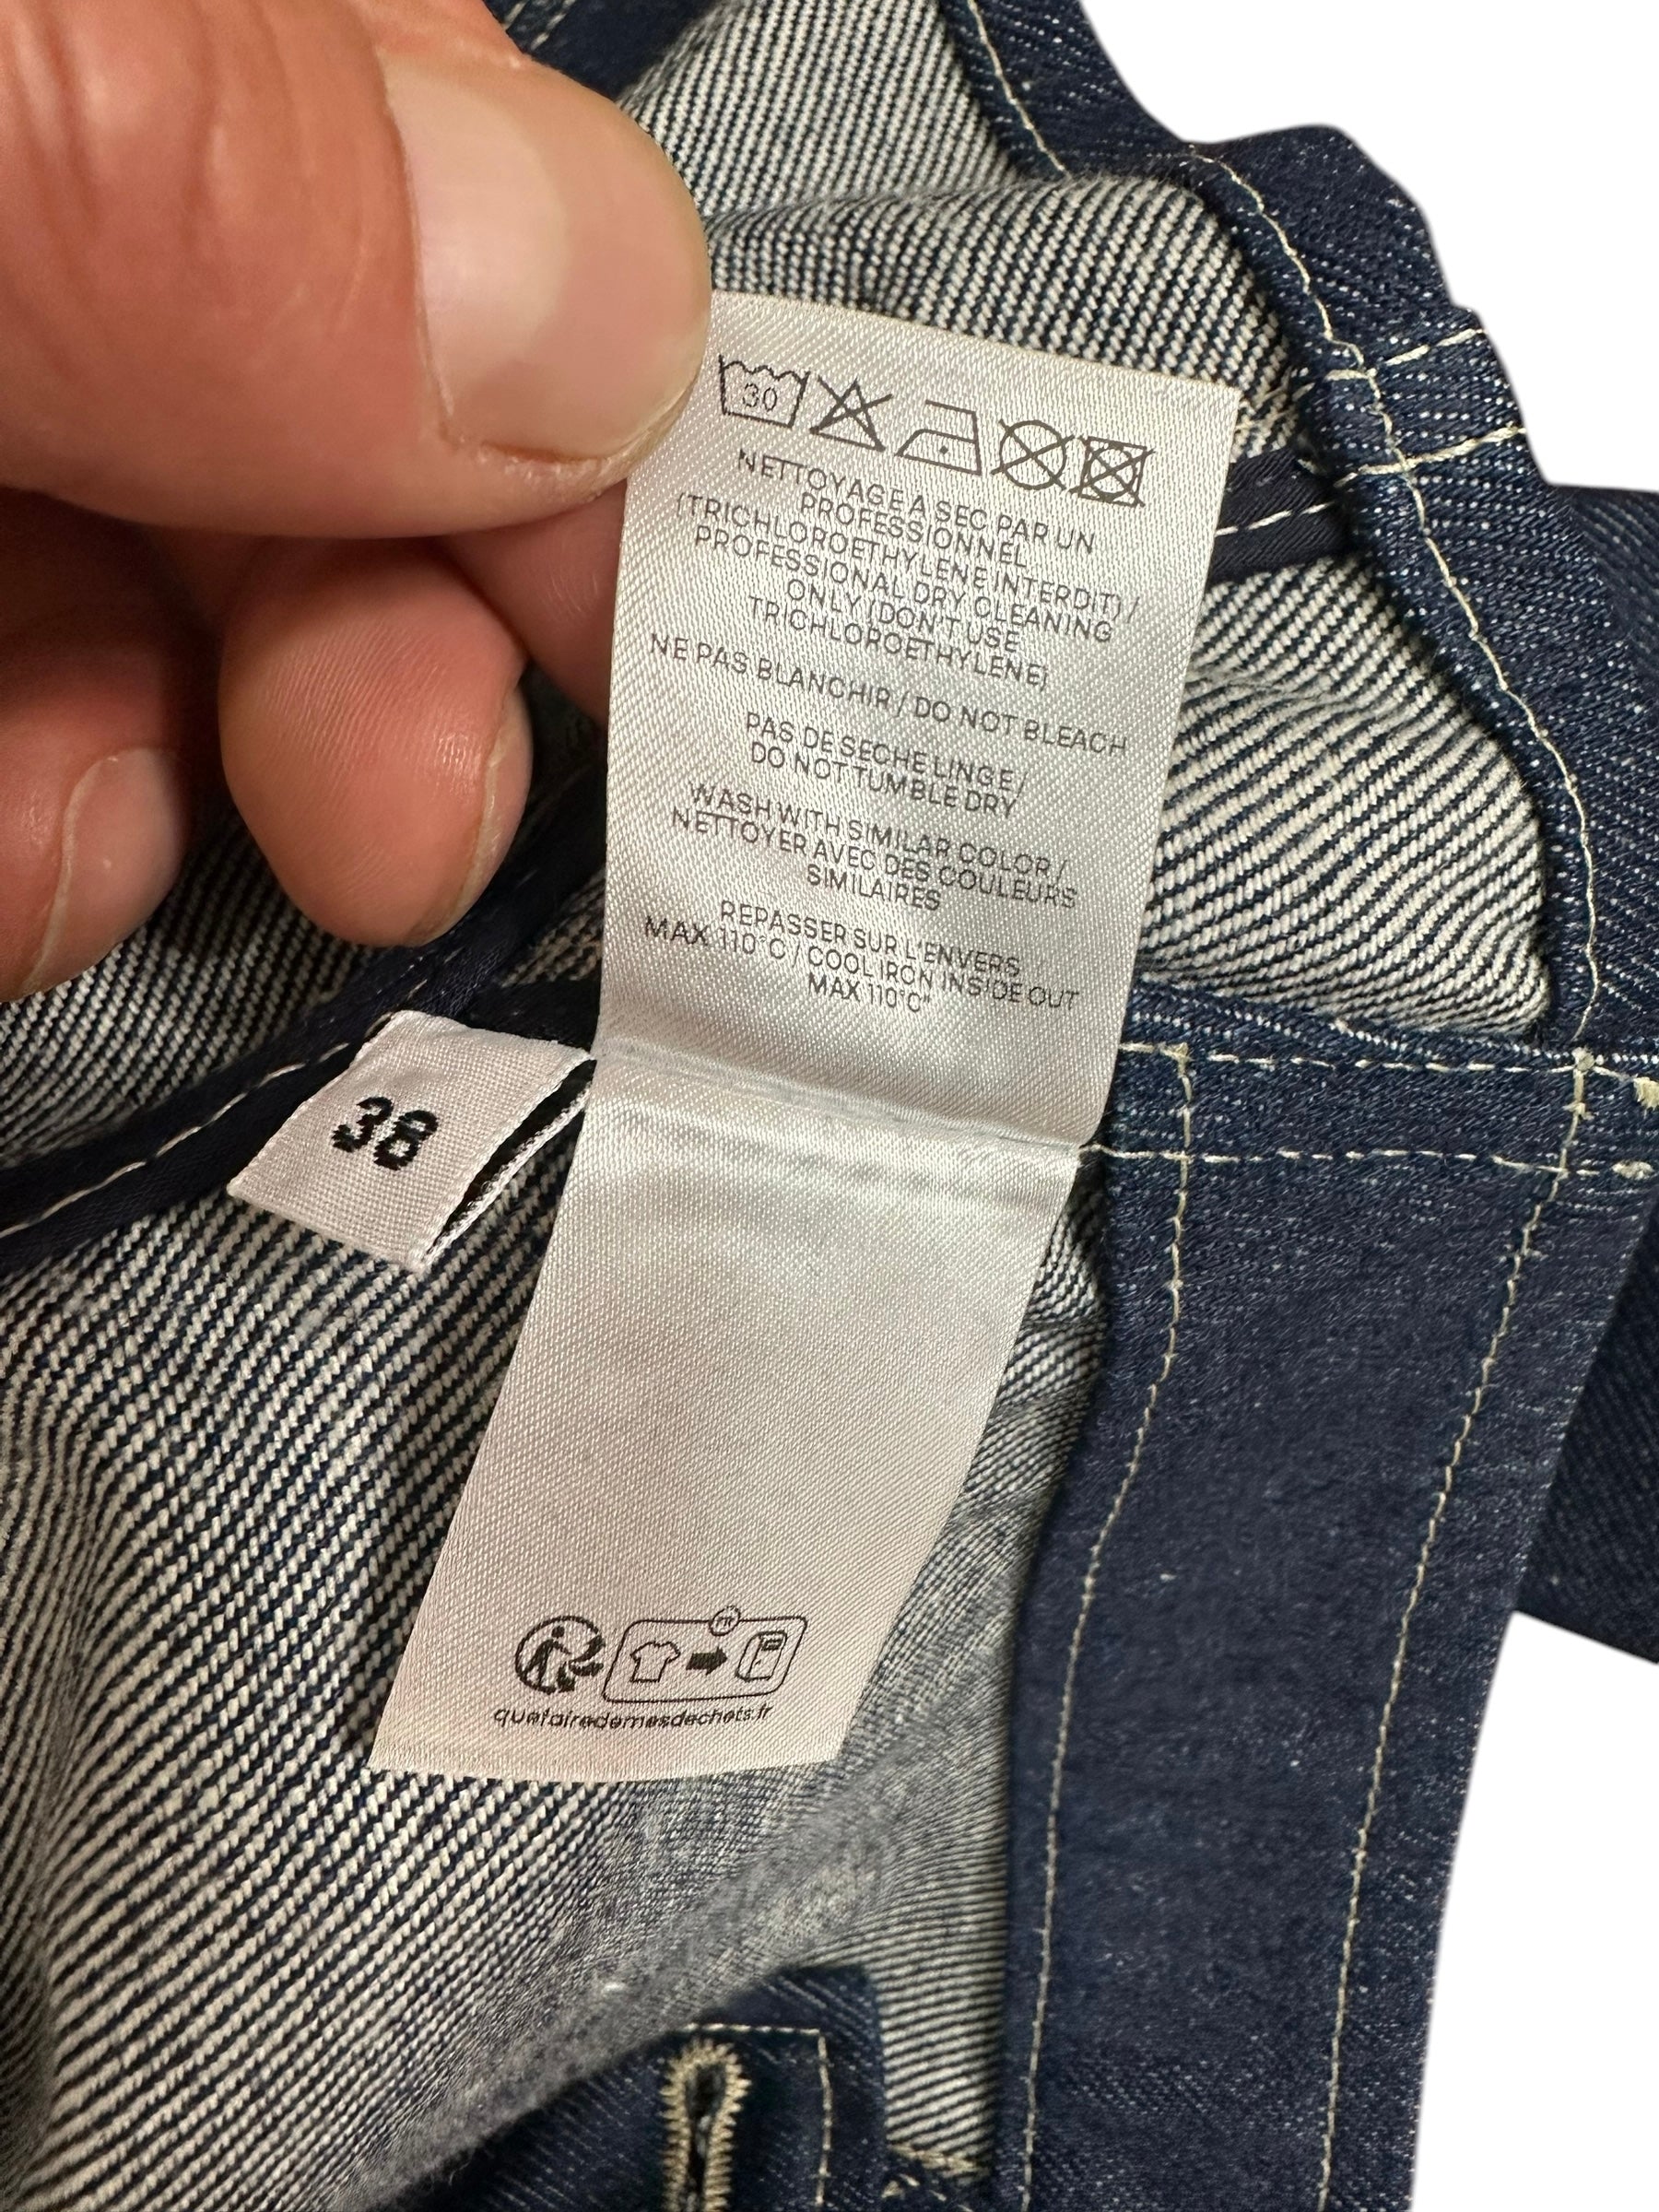 30
NETTOYAGE A SEC PAR UN
PROFESSIONNEL
(TRICHLOROETHYLENE INTERDIT) /
PROFESSIONAL DRY CLEANING
ONLY (DON'T USE
TRICHLOROETHYLENE)
NE PAS BLANCHIR / DO NOT BLEACH
PAS DE SECHE LINGE /
DO NOT TUMBLE DRY
WASH WITH SIMILAR COLOR /
NETTOYER AVEC DES COULEURS
SIMILAIRES
REPASSER SUR L'ENVERS
MAX 110°C / COOL IRON INSIDE OUT
MAX 110°C"
38
FR
quefairedemesdechets.fr